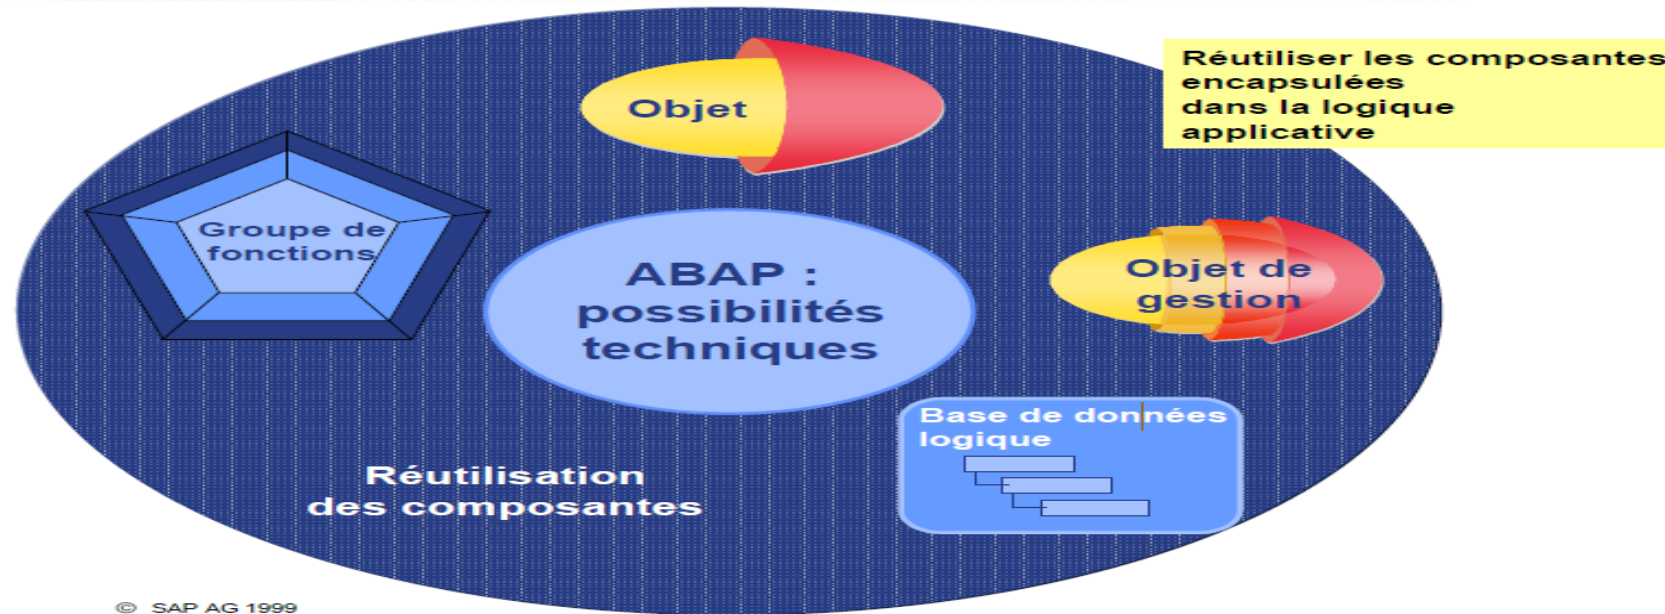 Objet
Réutiliser les composantes
encapsulées
dans la logique
applicative
Groupe de
fonctions
ABAP :
possibilités
techniques
Objet de
gestion
Base de données
logique
Réutilisation
des composantes
© SAP AG 1999